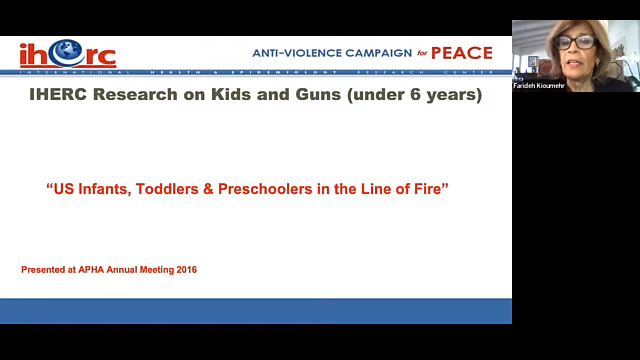 iherc
ANTI-VIOLENCE CAMPAIGN for PEACE
INTERNATIONAL HEALTH & EPIDEMIOLOGY RESEARCH CENTER
IHERC Research on Kids and Guns (under 6 years)
“US Infants, Toddlers & Preschoolers in the Line of Fire”
Presented at APHA Annual Meeting 2016
Farideh Kioumehr